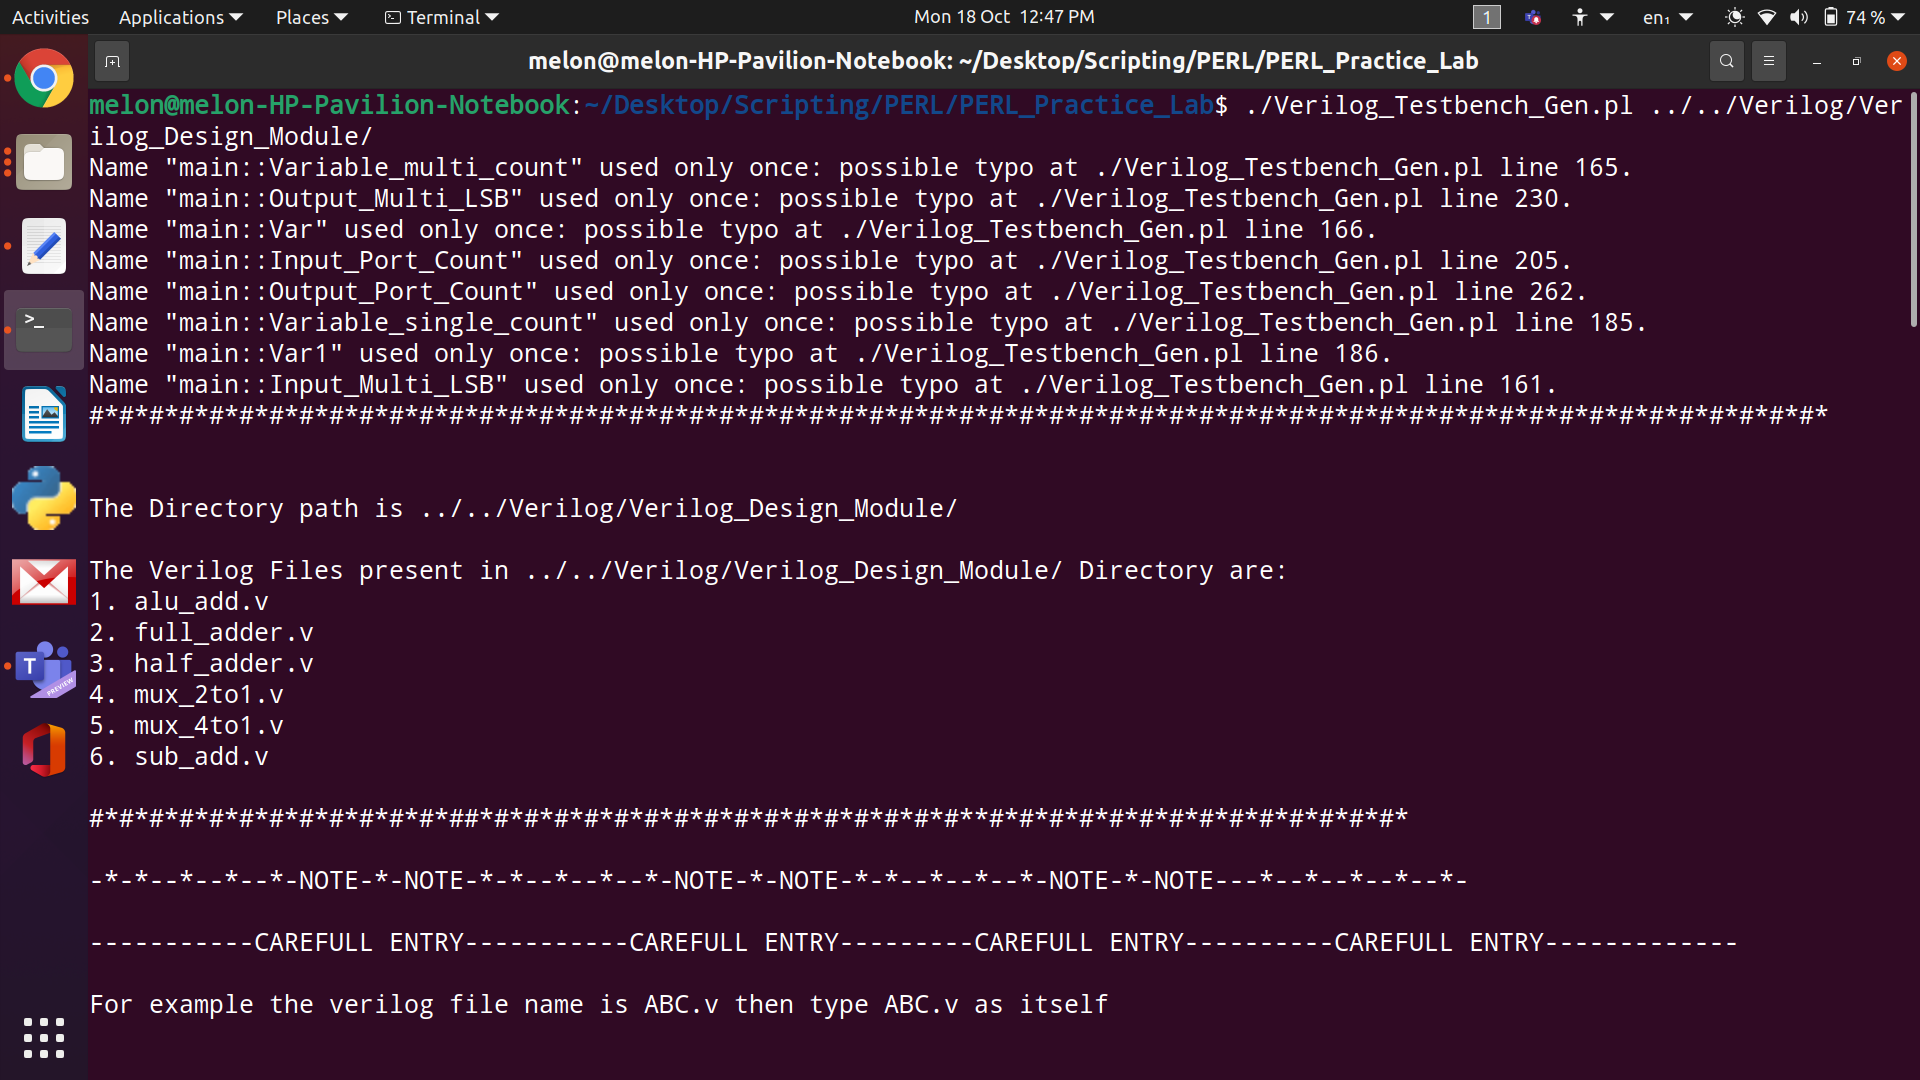 Activities Applications Places Terminal Mon 18 Oct 12:47 PM 1 en₁ 74 %
melon@melon-HP-Pavilion-Notebook: ~/Desktop/Scripting/PERL/PERL_Practice_Lab
melon@melon-HP-Pavilion-Notebook:~/Desktop/Scripting/PERL/PERL_Practice_Lab$ ./Verilog_Testbench_Gen.pl ../../Verilog/Ver
ilog_Design_Module/
Name "main::Variable_multi_count" used only once: possible typo at ./Verilog_Testbench_Gen.pl line 165.
Name "main::Output_Multi_LSB" used only once: possible typo at ./Verilog_Testbench_Gen.pl line 230.
Name "main::Var" used only once: possible typo at ./Verilog_Testbench_Gen.pl line 166.
Name "main::Input_Port_Count" used only once: possible typo at ./Verilog_Testbench_Gen.pl line 205.
Name "main::Output_Port_Count" used only once: possible typo at ./Verilog_Testbench_Gen.pl line 262.
Name "main::Variable_single_count" used only once: possible typo at ./Verilog_Testbench_Gen.pl line 185.
Name "main::Var1" used only once: possible typo at ./Verilog_Testbench_Gen.pl line 186.
Name "main::Input_Multi_LSB" used only once: possible typo at ./Verilog_Testbench_Gen.pl line 161.
#*#*#*#*#*#*#*#*#*#*#*#*#*#*#*#*#*#*#*#*#*#*#*#*#*#*#*#*#*#*#*#*#*#*#*#*#*#*#*#*#*#*#*#*#*#*#*#*#*#*#*#*#*#*#*#*#*#*
The Directory path is ../../Verilog/Verilog_Design_Module/
The Verilog Files present in ../../Verilog/Verilog_Design_Module/ Directory are:
1. alu_add.v
2. full_adder.v
3. half_adder.v
4. mux_2to1.v
5. mux_4to1.v
6. sub_add.v
#*#*#*#*#*#*#*#*#*#*#*#*##*#*#*#*#*#*#*#*#*#*#*#*#*#*#*#*#**#*#*#*#*#*#*#*#*#*#*#*#*#*#*
-*-*--*--*--*-NOTE-*-NOTE-*-*--*--*--*-NOTE-*-NOTE-*-*--*--*--*-NOTE-*-NOTE---*--*--*--*--*-
-----------CAREFULL ENTRY-----------CAREFULL ENTRY---------CAREFULL ENTRY----------CAREFULL ENTRY-------------
For example the verilog file name is ABC.v then type ABC.v as itself
T
PREVIEW